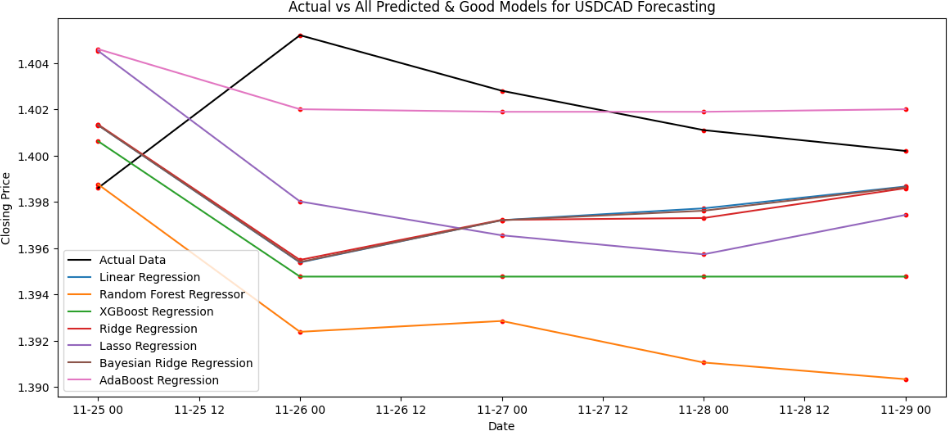 Actual vs All Predicted & Good Models for USDCAD Forecasting
1.404
1.402
1.400
1.398
1.396
1.394
1.392
1.390
Closing Price
Actual Data
Linear Regression
Random Forest Regressor
XGBoost Regression
Ridge Regression
Lasso Regression
Bayesian Ridge Regression
AdaBoost Regression
11-25 00 11-25 12 11-26 00 11-26 12 11-27 00 11-27 12 11-28 00 11-28 12 11-29 00
Date